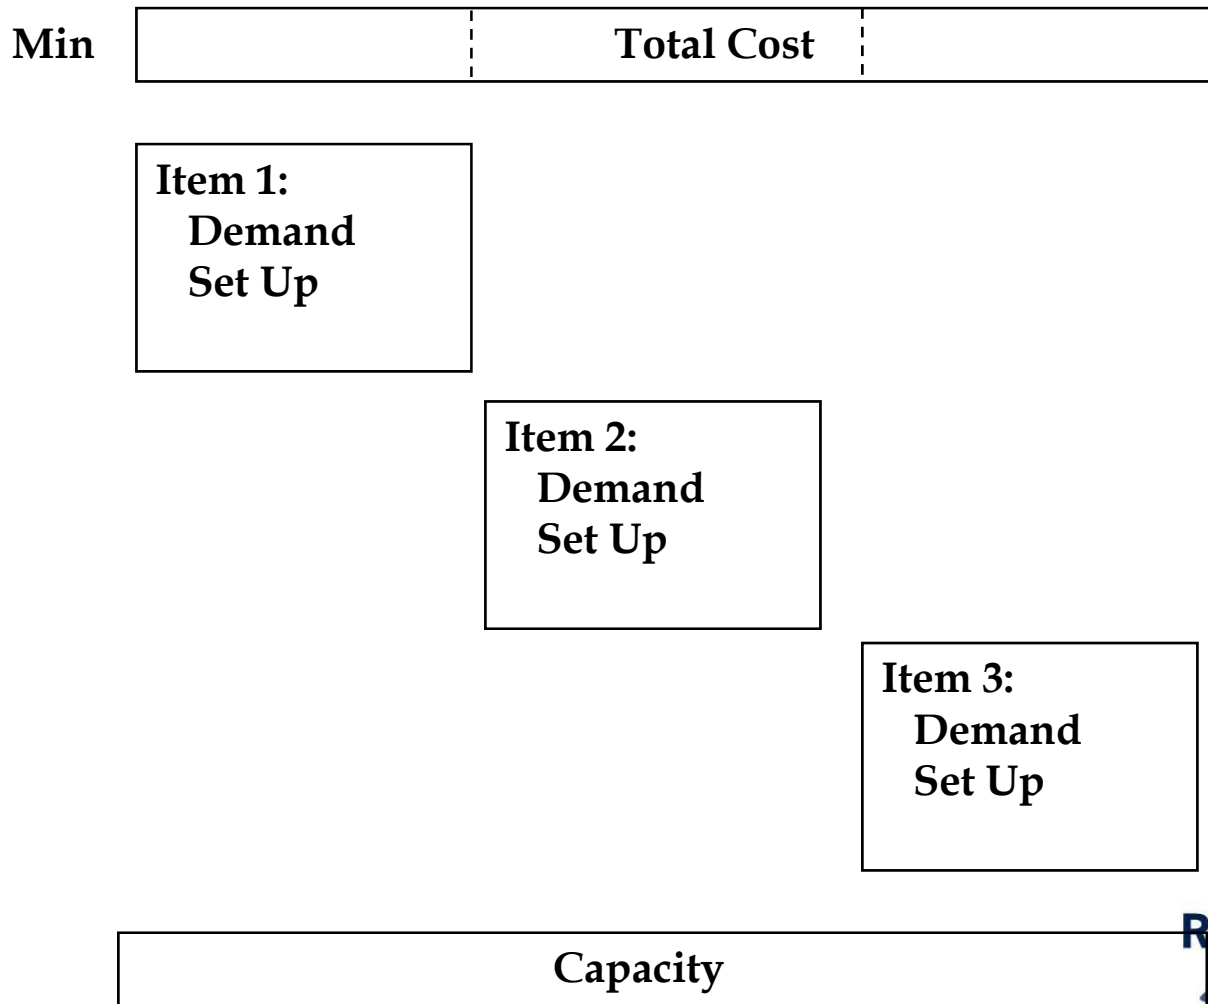 Min Total Cost
Item 1:
Demand
Set Up
Item 2:
Demand
Set Up
Item 3:
Demand
Set Up
R
Capacity